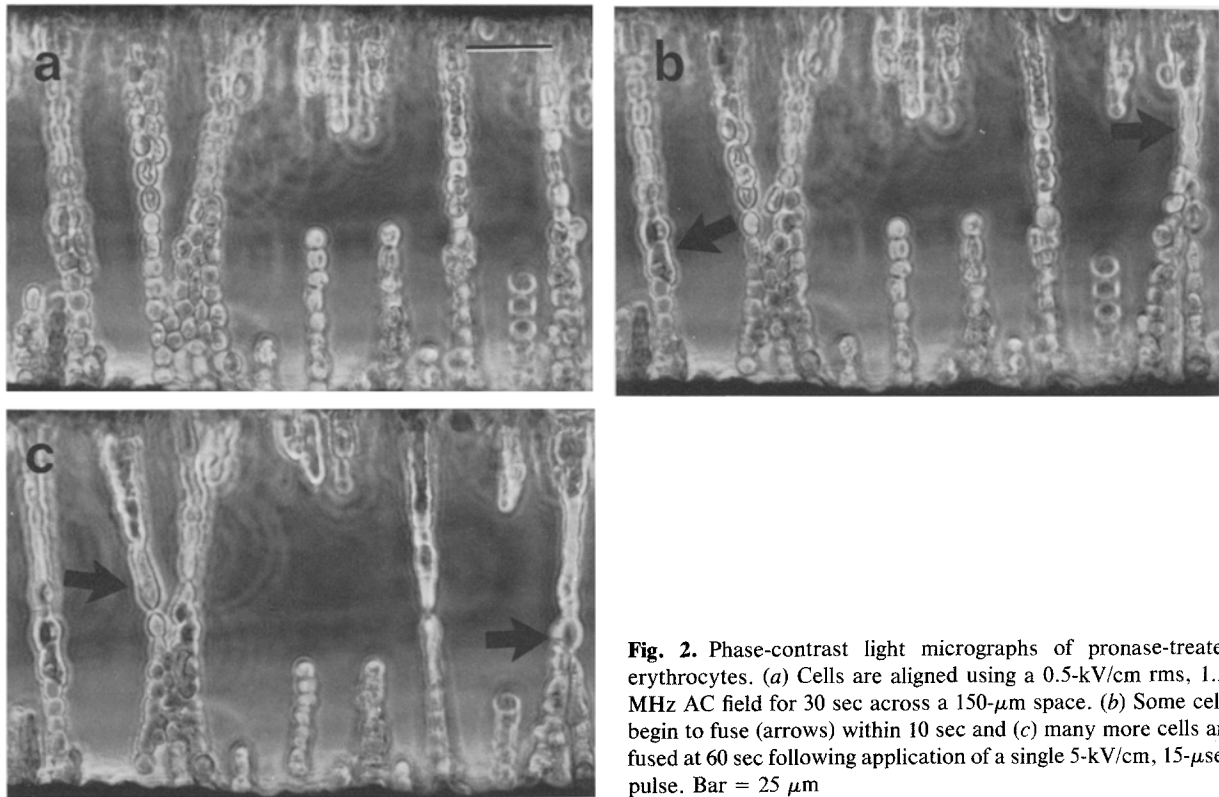 a
b
c
Fig. 2. Phase-contrast light micrographs of pronase-treate
erythrocytes. (a) Cells are aligned using a 0.5-kV/cm rms, 1..
MHz AC field for 30 sec across a 150-μm space. (b) Some cel
begin to fuse (arrows) within 10 sec and (c) many more cells a
fused at 60 sec following application of a single 5-kV/cm, 15-μse
pulse. Bar = 25 μm